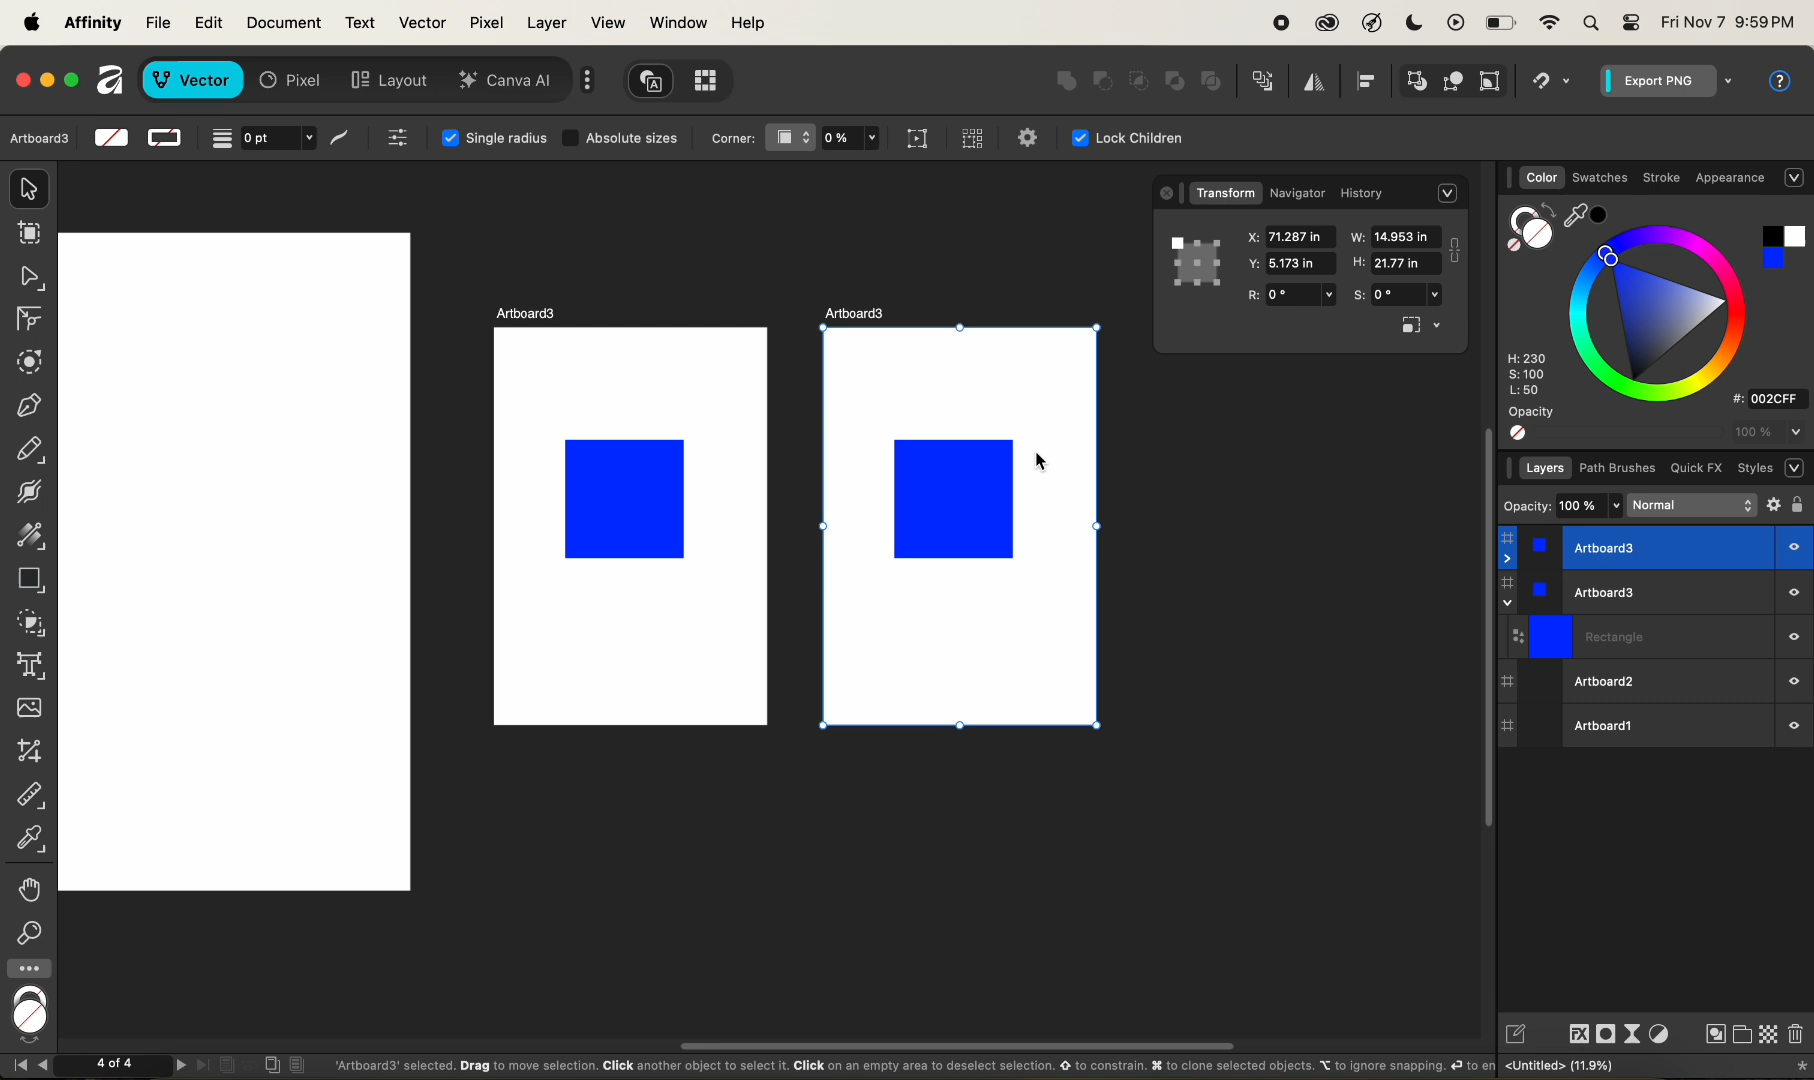 Affinity File Edit Document Text Vector Pixel Layer View Window Help Fri Nov 7 9:59 PM
Vector Pixel Layout Canva AI Export PNG ?
Artboard3 0 pt Single radius Absolute sizes Corner: 0 % Lock Children
Transform Navigator History
X: 71.287 in W: 14.953 in
Y: 5.173 in H: 21.77 in
R: 0 ° S: 0 °
Color Swatches Stroke Appearance
H: 230
S: 100
L: 50
#: 002CFF
Opacity
100 %
Artboard3 Artboard3
Layers Path Brushes Quick FX Styles
Opacity: 100 % Normal
Artboard3
Artboard3
Rectangle
Artboard2
Artboard1
4 of 4 'Artboard3' selected. Drag to move selection. Click another object to select it. Click on an empty area to deselect selection. ⇧ to constrain. ⌘ to clone selected objects. ⌥ to ignore snapping. ⏎ to en <Untitled> (11.9%) *